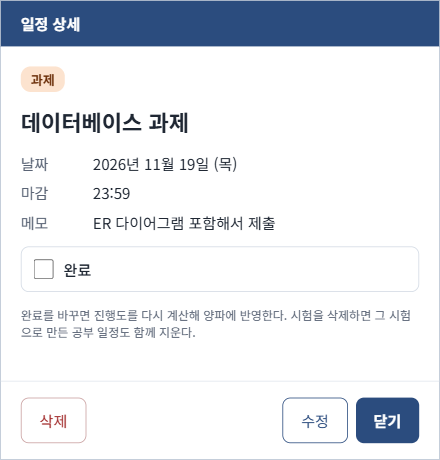 일정 상세
과제
데이터베이스 과제
날짜 2026년 11월 19일 (목)
마감 23:59
메모 ER 다이어그램 포함해서 제출
완료
완료를 바꾸면 진행도를 다시 계산해 양파에 반영한다. 시험을 삭제하면 그 시험
으로 만든 공부 일정도 함께 지운다.
삭제 수정 닫기